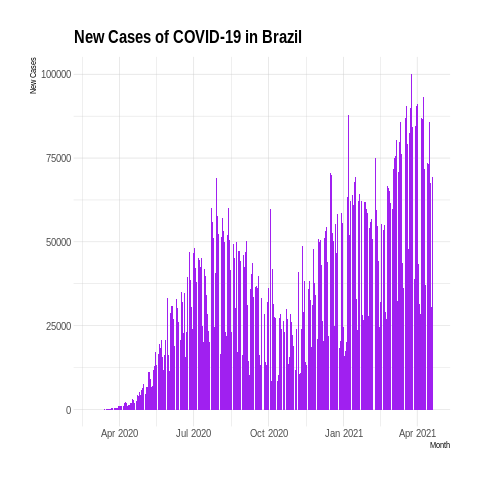 New Cases of COVID-19 in Brazil
New Cases
100000
75000
50000
25000
0
Apr 2020 Jul 2020 Oct 2020 Jan 2021 Apr 2021
Month